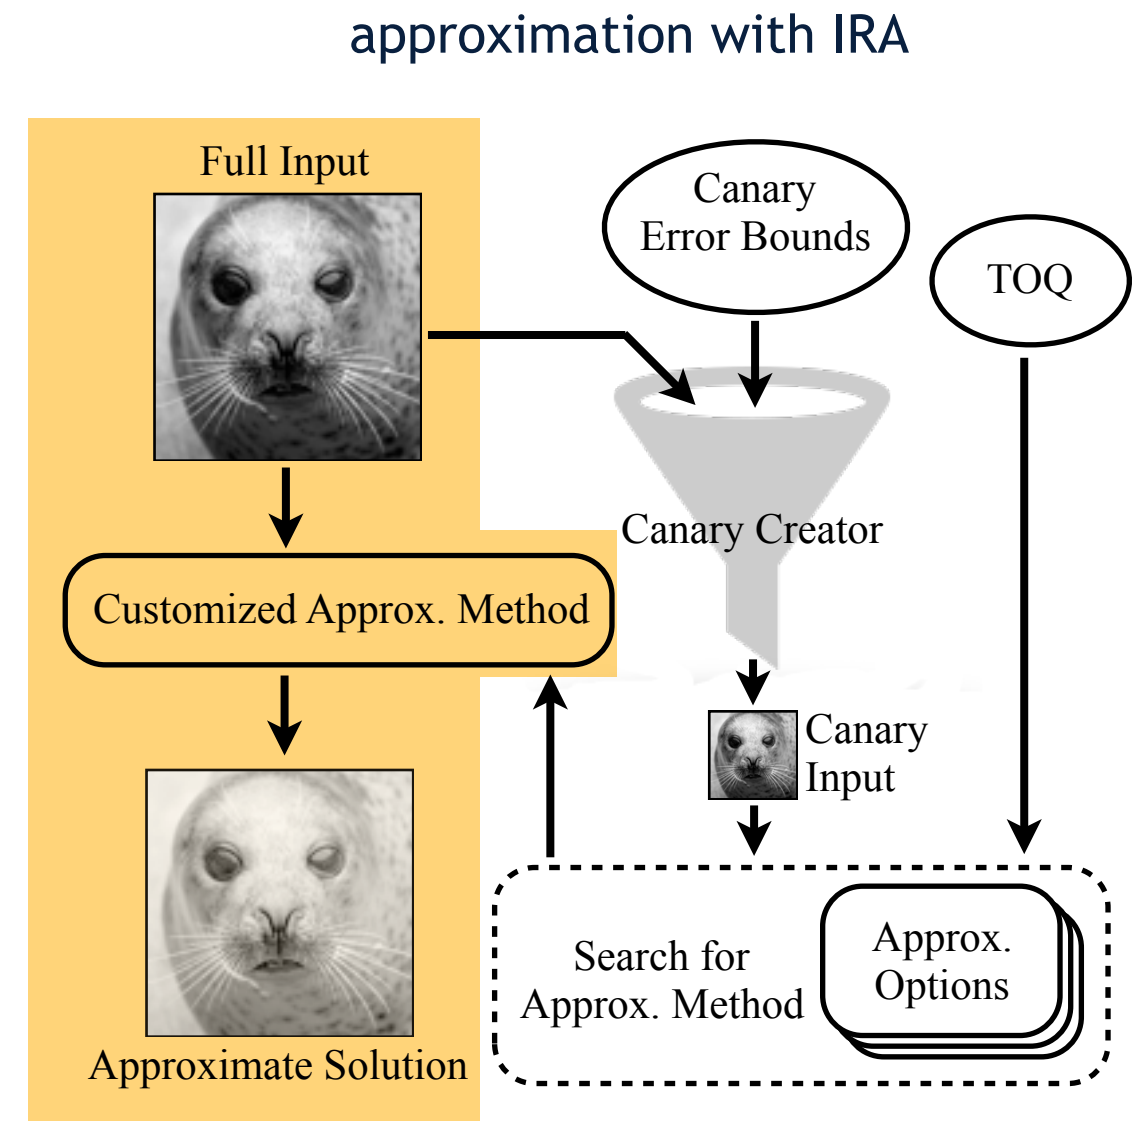 approximation with IRA
Full Input
Canary
Error Bounds
TOQ
Canary Creator
Customized Approx. Method
Canary
Input
Approximate Solution
Search for
Approx. Method
Approx.
Options